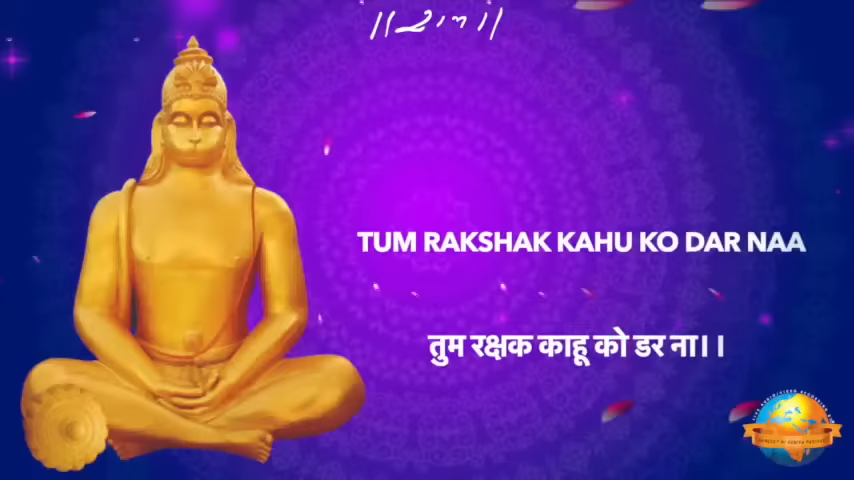 TUM RAKSHAK KAHU KO DAR NAA
तुम रक्षक काहू को डर ना।।